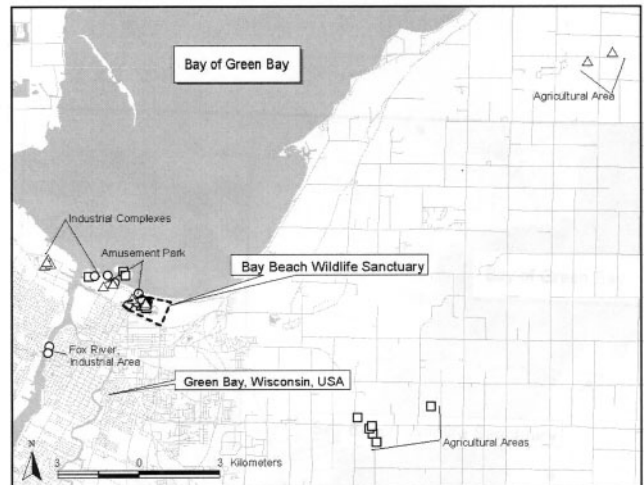 Bay of Green Bay
Agricultural Area
Industrial Complexes
Amusement Park
Bay Beach Wildlife Sanctuary
Fox River,
Industrial Area
Green Bay, Wisconsin, USA
Agricultural Areas
N
3 0 3 Kilometers